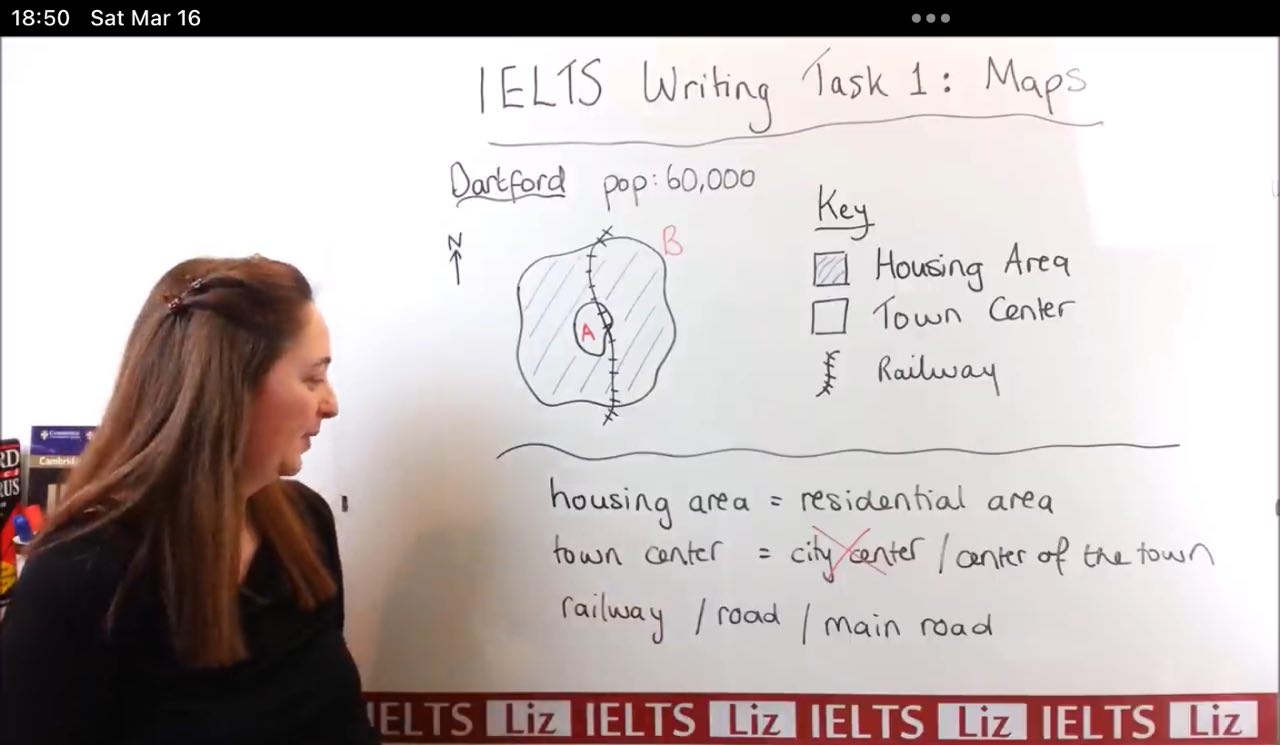 18:50 Sat Mar 16
IELTS Writing Task 1: Maps
Dartford pop: 60,000
Key
N
B
A
Housing Area
Town Center
Railway
housing area = residential area
town center = city center / center of the town
railway / road / main road
IELTS Liz IELTS Liz IELTS Liz IELTS Liz